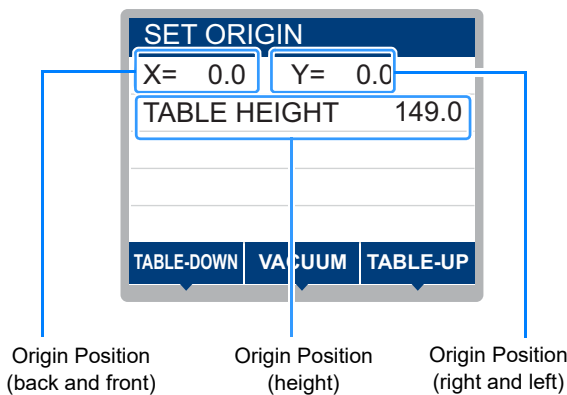 SET ORIGIN
X= 0.0 Y= 0.0
TABLE HEIGHT 149.0
TABLE-DOWN VACUUM TABLE-UP
Origin Position
(back and front)
Origin Position
(height)
Origin Position
(right and left)